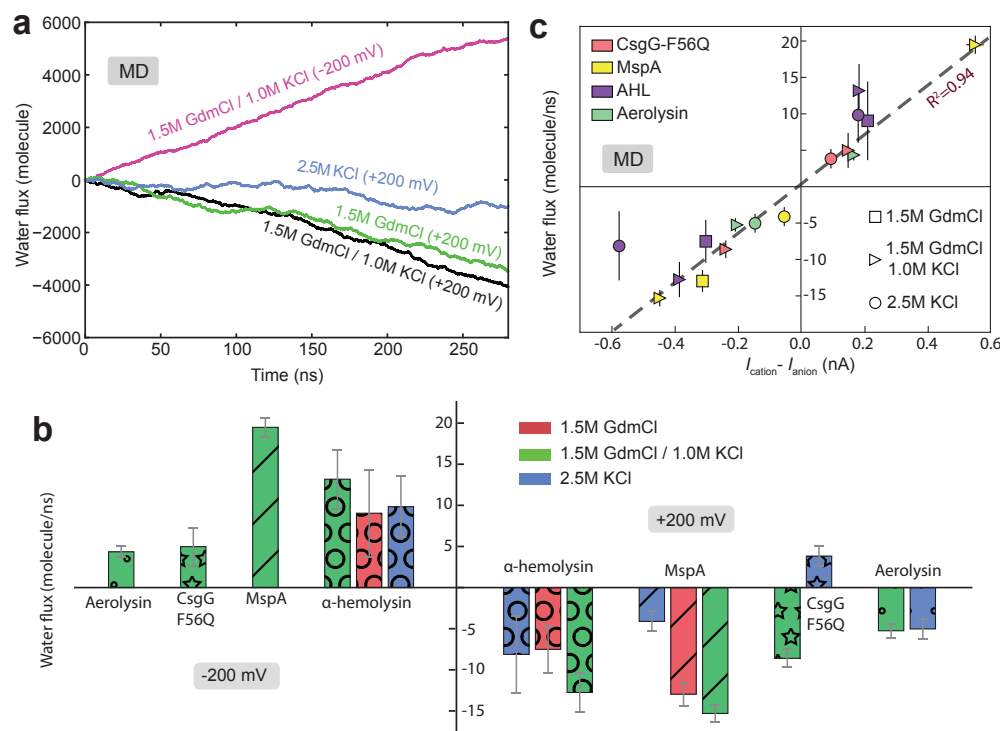 a
MD
6000
4000
2000
0
−2000
−4000
−6000
Water flux (molecule)
0
50
100
150
200
250
Time (ns)
1.5M GdmCl / 1.0M KCl (-200 mV)
2.5M KCl (+200 mV)
1.5M GdmCl (+200 mV)
1.5M GdmCl / 1.0M KCl (+200 mV)
c
CsgG-F56Q
MspA
AHL
Aerolysin
MD
R²=0.94
20
15
10
-5
-10
-15
Water flux (molecule/ns)
1.5M GdmCl
1.5M GdmCl
1.0M KCl
2.5M KCl
-0.6
-0.4
-0.2
0.0
0.2
0.4
0.6
Ication- Ianion (nA)
b
20
15
10
5
-5
-10
-15
Water flux (molecule/ns)
1.5M GdmCl
1.5M GdmCl / 1.0M KCl
2.5M KCl
+200 mV
-200 mV
Aerolysin
CsgG
F56Q
MspA
α-hemolysin
α-hemolysin
MspA
CsgG
F56Q
Aerolysin